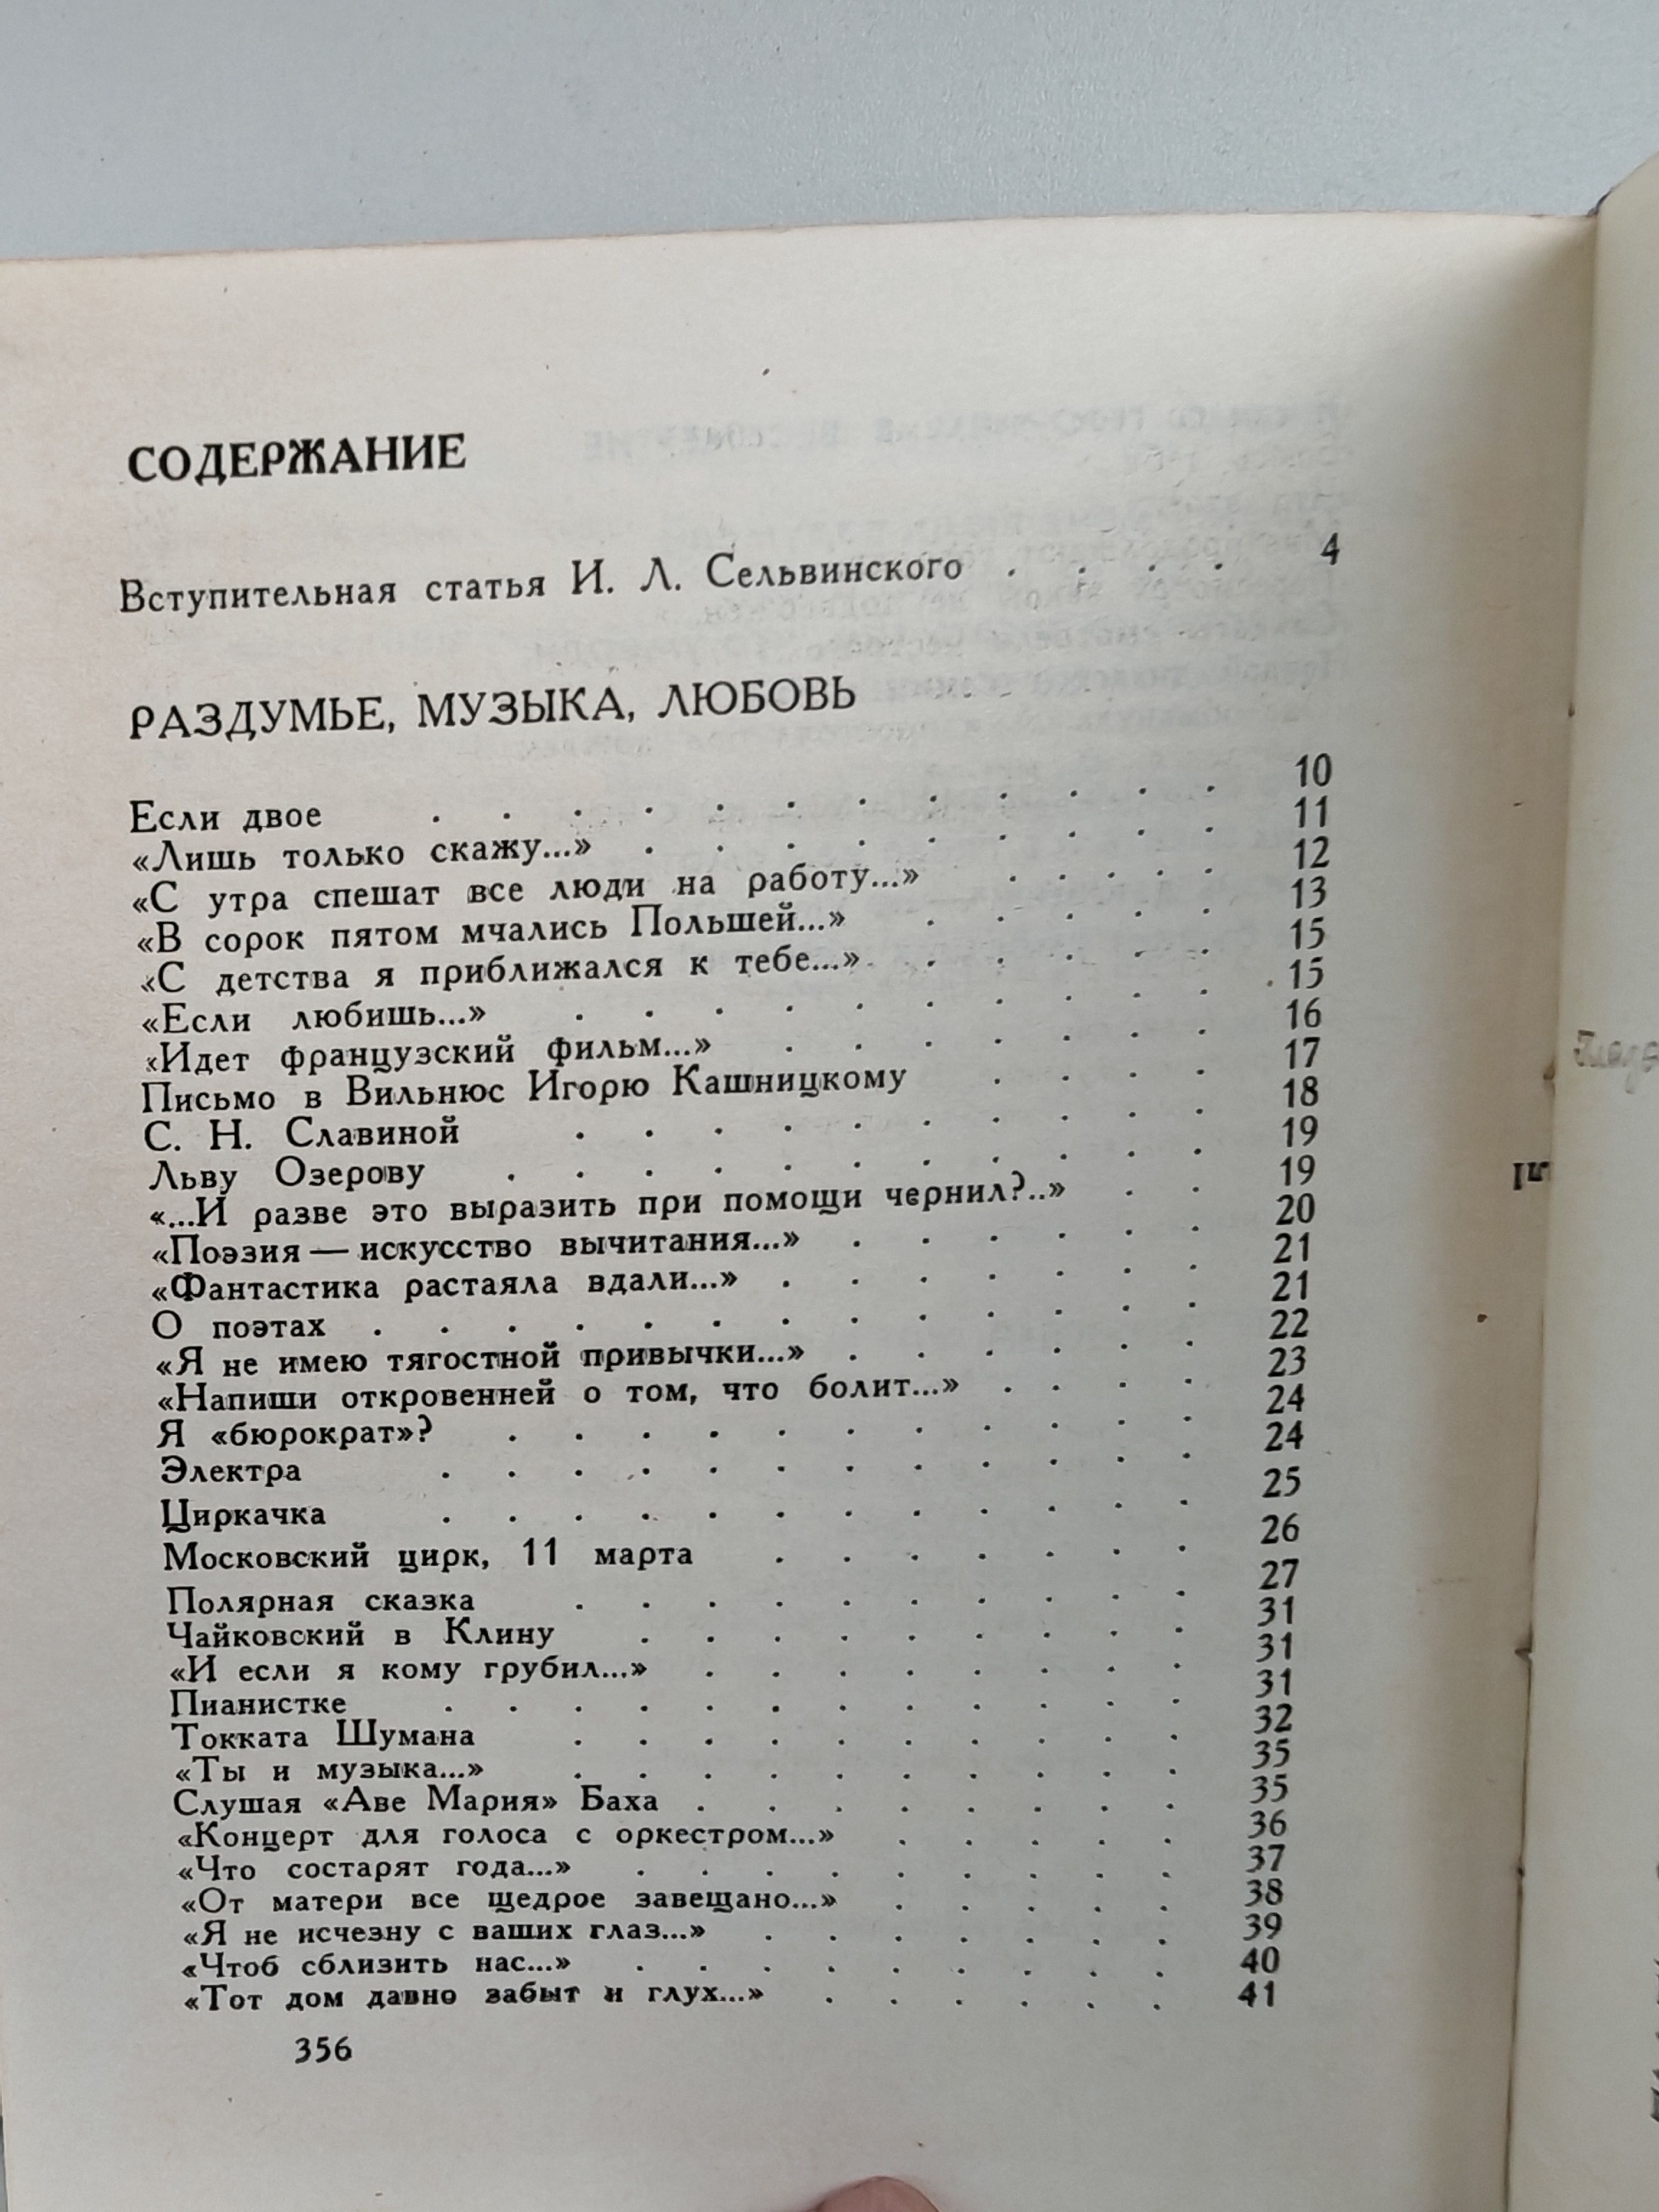 СОДЕРЖАНИЕ
Вступительная статья И. Л. Сельвинского . . . . 4
РАЗДУМЬЕ, МУЗЫКА, ЛЮБОВЬ
Если двое . . . . . . . . . . . . 10
«Лишь только скажу...» . . . . . . . . . 11
«С утра спешат все люди на работу...» . . . . 12
«В сорок пятом мчались Польшей...» . . . . . 13
«С детства я приближался к тебе...» . . . . . 15
«Если любишь...» . . . . . . . . . . 15
«Идет французский фильм...» . . . . . . . 16
Письмо в Вильнюс Игорю Кашницкому . . . . 17
С. Н. Славиной . . . . . . . . . . 18
Льву Озерову . . . . . . . . . . . 19
«...И разве это выразить при помощи чернил?..» . . 19
«Поэзия — искусство вычитания...» . . . . . . 20
«Фантастика растаяла вдали...» . . . . . . . 21
О поэтах . . . . . . . . . . . . . 21
«Я не имею тягостной привычки...» . . . . . . 22
«Напиши откровенней о том, что болит...» . . . . 23
Я «бюрократ»? . . . . . . . . . . . 24
Электра . . . . . . . . . . . . 24
Циркачка . . . . . . . . . . . . 25
Московский цирк, 11 марта . . . . . . . 26
Полярная сказка . . . . . . . . . . 27
Чайковский в Клину . . . . . . . . . 31
«И если я кому грубил...» . . . . . . . . 31
Пианистке . . . . . . . . . . . . 31
Токката Шумана . . . . . . . . . . 32
«Ты и музыка...» . . . . . . . . . . 35
Слушая «Аве Мария» Баха . . . . . . . . 35
«Концерт для голоса с оркестром...» . . . . . 36
«Что состарят года...» . . . . . . . . . 37
«От матери все щедрое завещано...» . . . . . 38
«Я не исчезну с ваших глаз...» . . . . . . . 39
«Чтоб сблизить нас...» . . . . . . . . . 40
«Тот дом давно забыт и глух...» . . . . . . 41
356